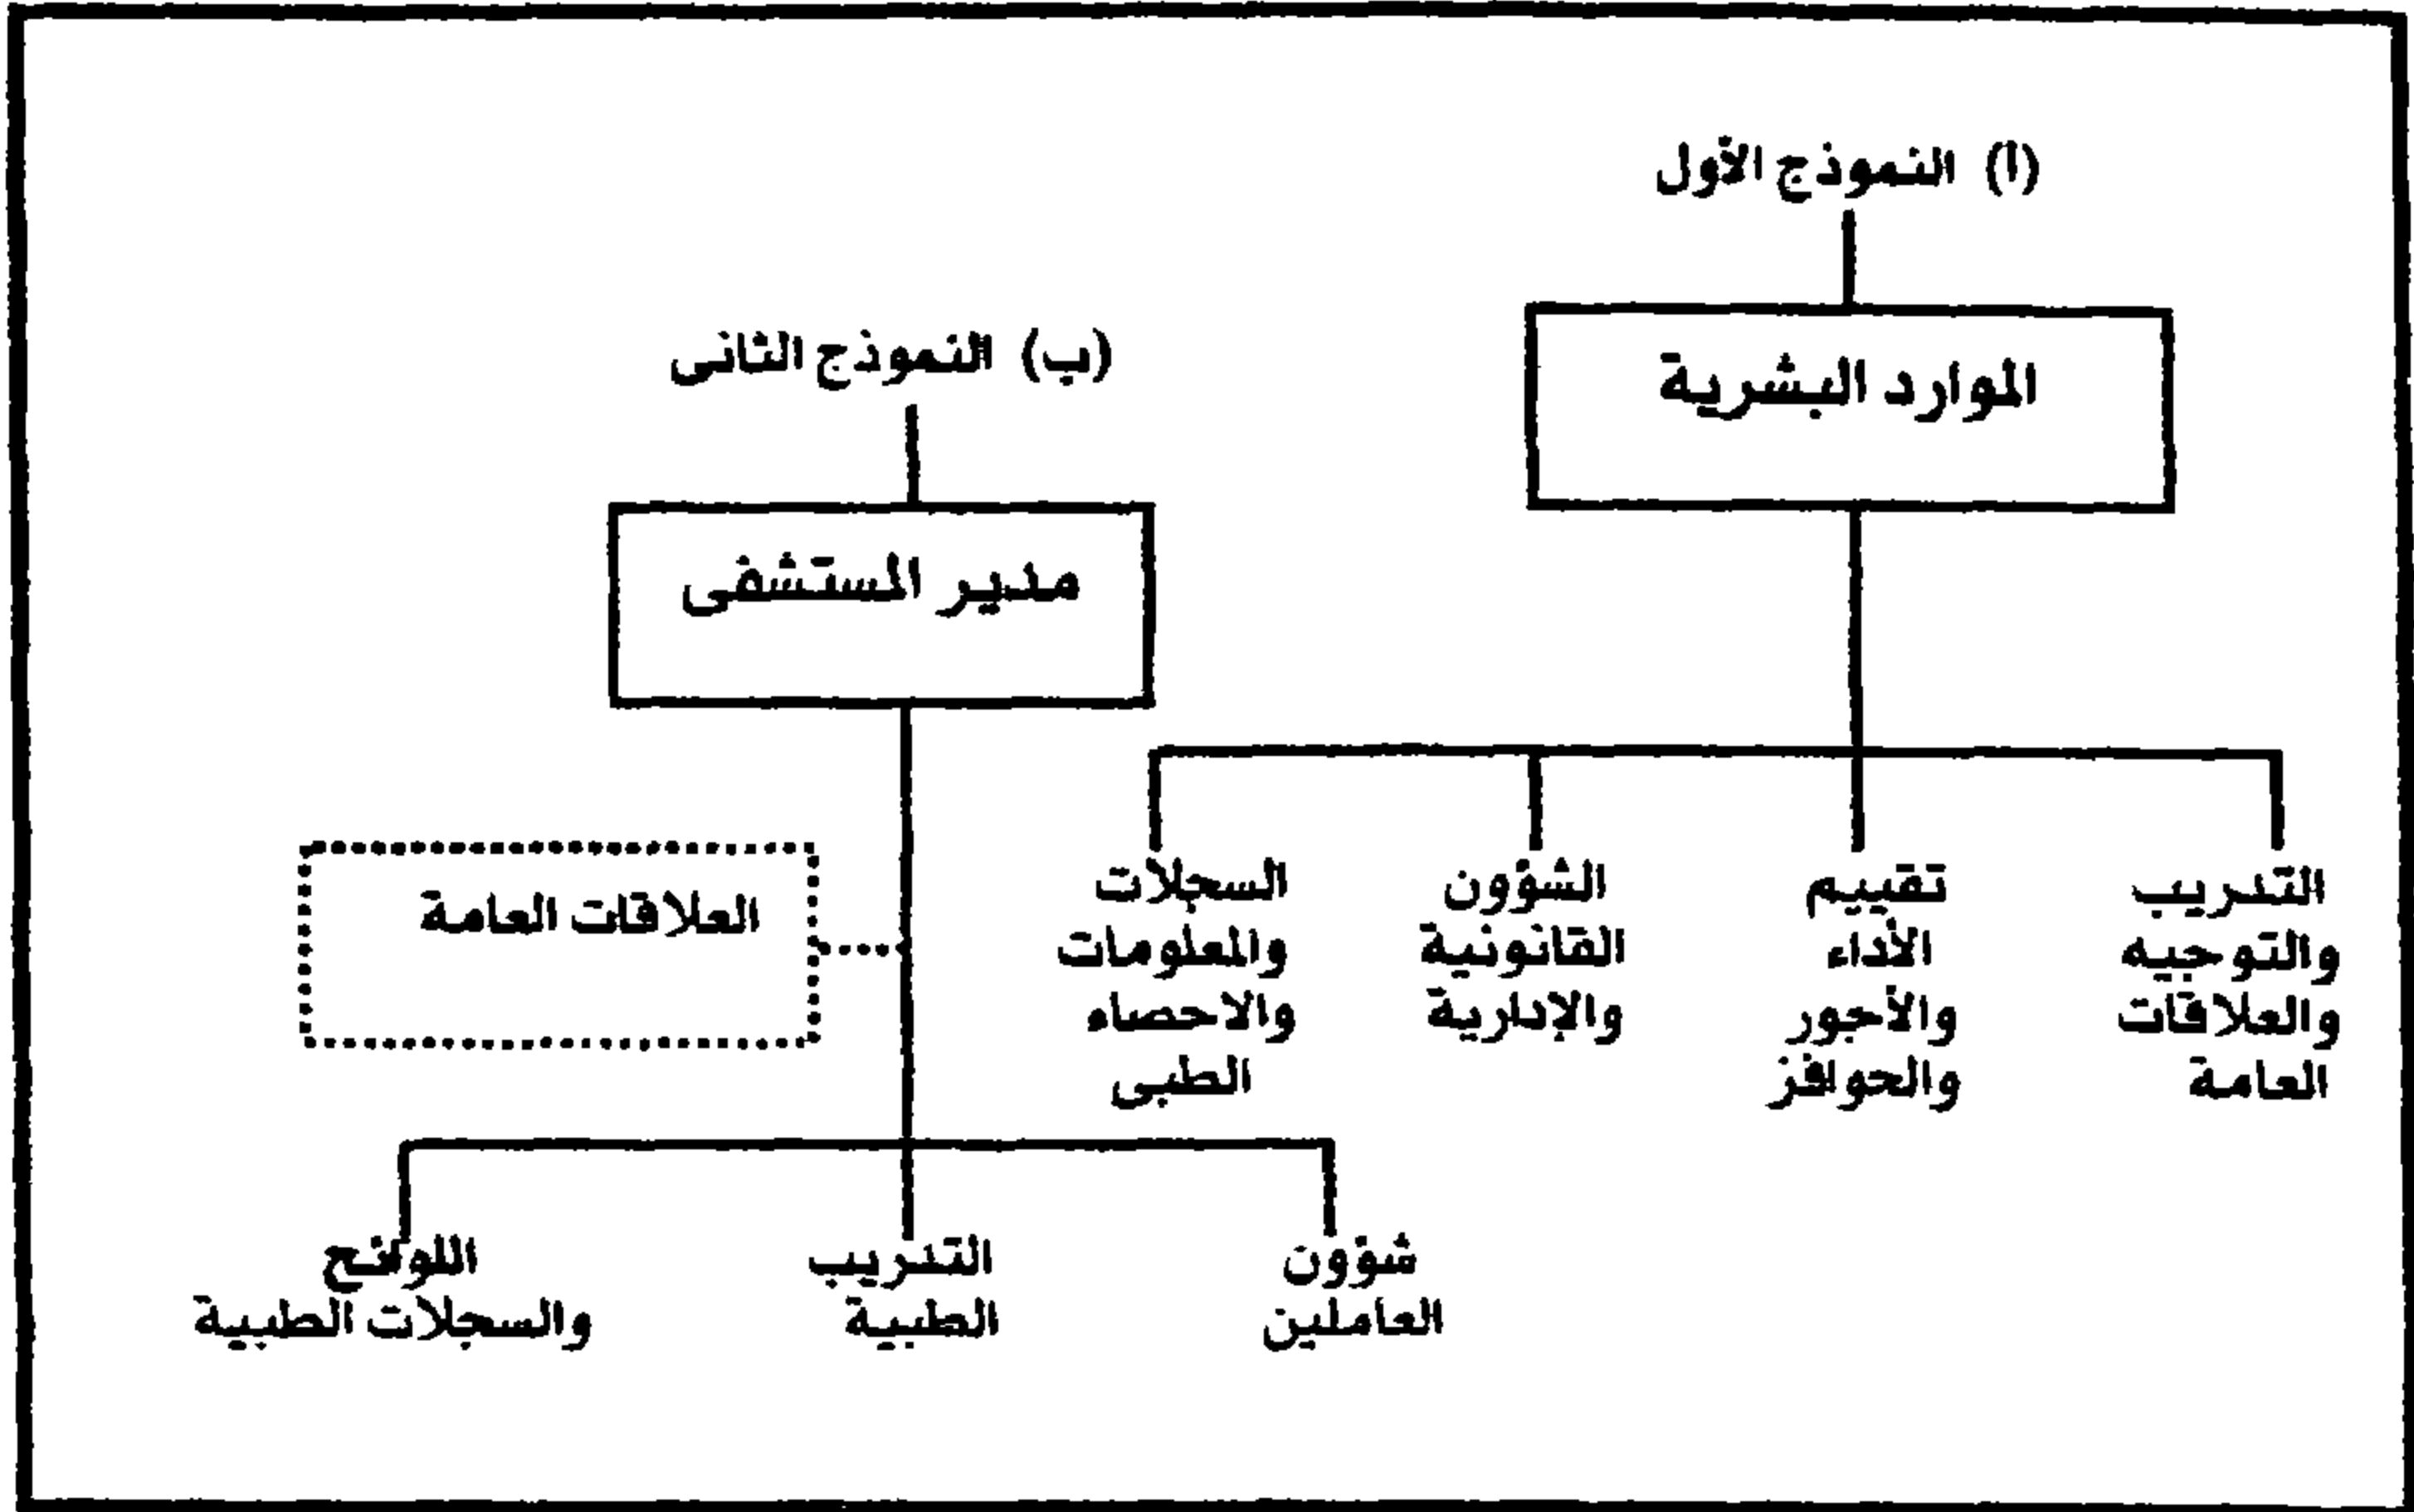 (أ) النموذج الأول
الموارد البشرية
التدريب
والتوجيه
والعلاقات
العامة
تقييم
الأداء
والأجور
والحوافز
الشؤون
القانونية
والإدارية
السجلات
والمعلومات
والاحصاء
الطبى
(ب) النموذج الثانى
مدير المستشفى
العلاقات العامة
شؤون
العاملين
التدريب
الطبية
اللوائح
والسجلات الطبية